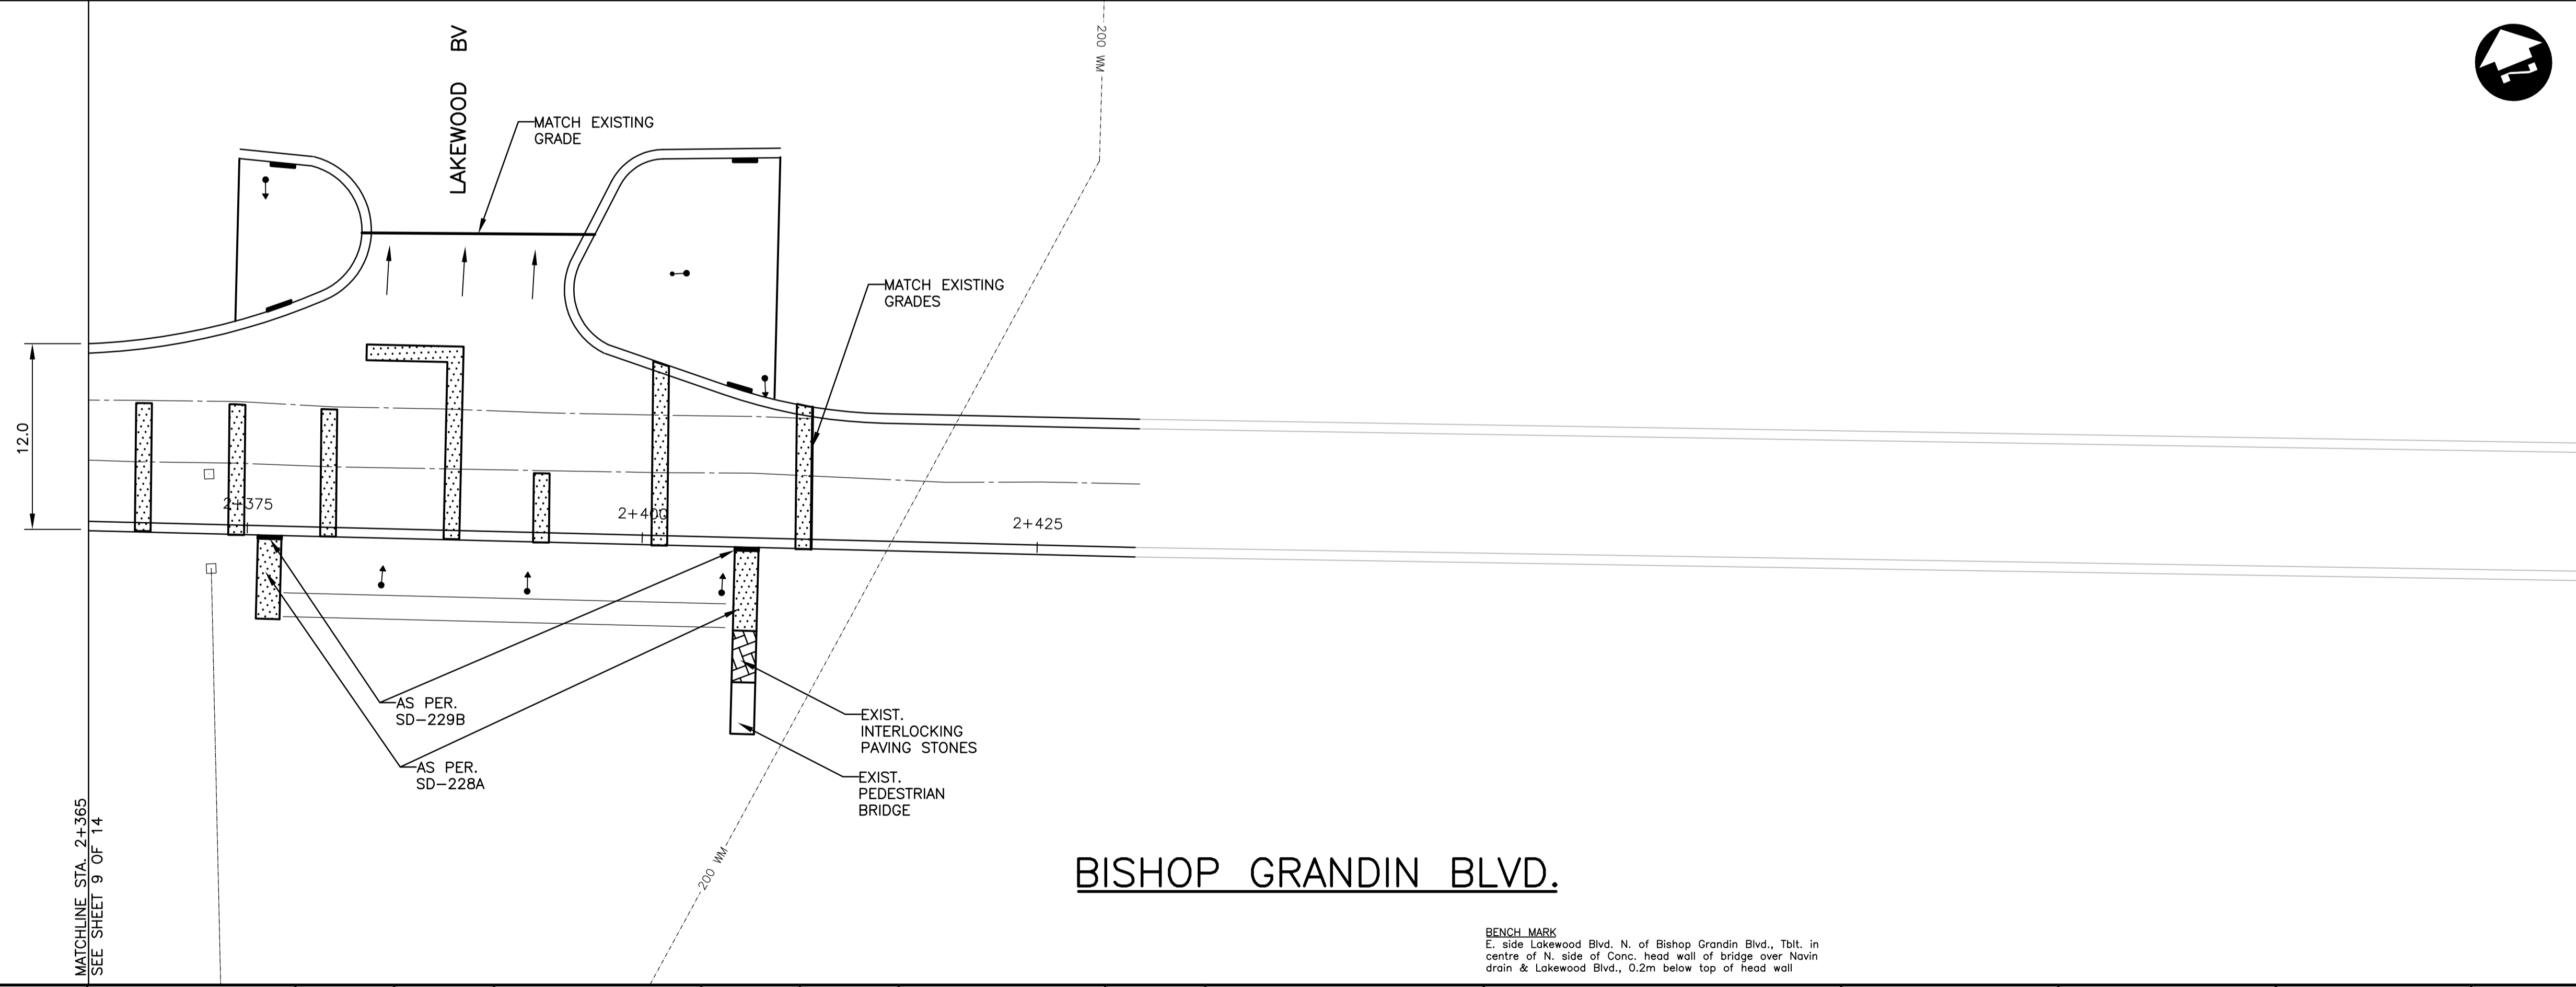 LAKEWOOD BV
200 WM
MATCH EXISTING
GRADE
MATCH EXISTING
GRADES
12.0
2+375
2+400
2+425
AS PER.
SD-229B
AS PER.
SD-228A
EXIST.
INTERLOCKING
PAVING STONES
EXIST.
PEDESTRIAN
BRIDGE
200 WM
MATCHLINE STA. 2+365
SEE SHEET 9 OF 14
BISHOP GRANDIN BLVD.
BENCH MARK
E. side Lakewood Blvd. N. of Bishop Grandin Blvd., Tblt. in
centre of N. side of Conc. head wall of bridge over Navin
drain & Lakewood Blvd., 0.2m below top of head wall